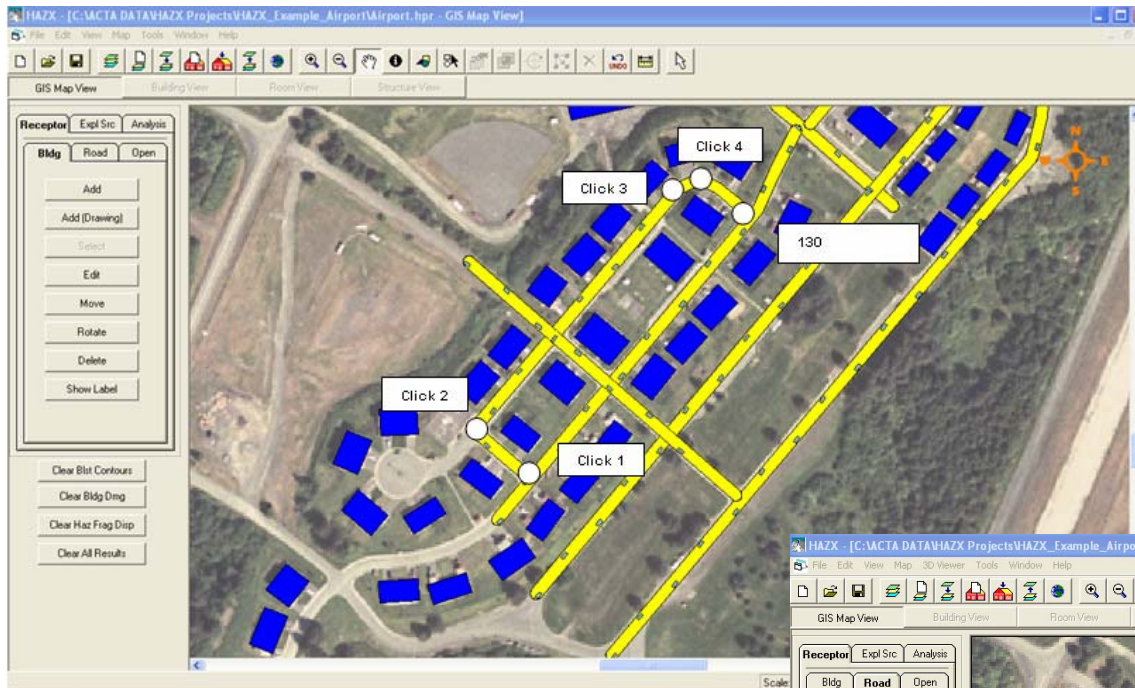 HAZX - [C:\ACTA DATA\HAZX Projects\HAZX_Example_Airport\Airport.hpr - GIS Map View]
File Edit View Map Tools Window Help
UNDO
GIS Map View Building View Room View Structure View
Receptor Expl Src Analysis
Bldg Road Open
Add
Add (Drawing)
Select
Edit
Move
Rotate
Delete
Show Label
Clear Blst Contours
Clear Bldg Dmg
Clear Haz Frag Disp
Clear All Results
N
E
S
Click 4
Click 3
130
Click 2
Click 1
Scale:
HAZX - [C:\ACTA DATA\HAZX Projects\HAZX_Example_Airpo
File Edit View Map 3D Viewer Tools Window Help
GIS Map View Building View Room View
Receptor Expl Src Analysis
Bldg Road Open